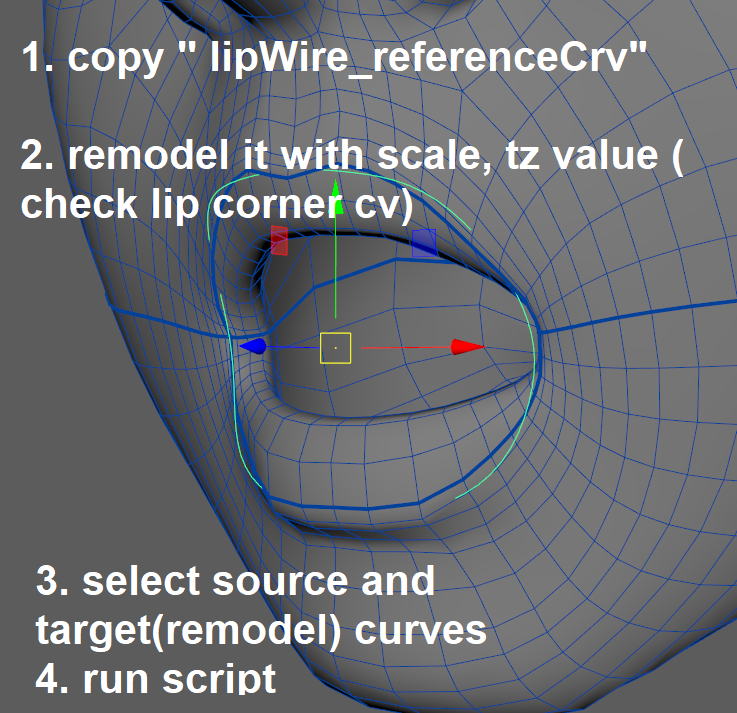 1. copy " lipWire_referenceCrv"
2. remodel it with scale, tz value (
check lip corner cv)
3. select source and
target(remodel) curves
4. run script